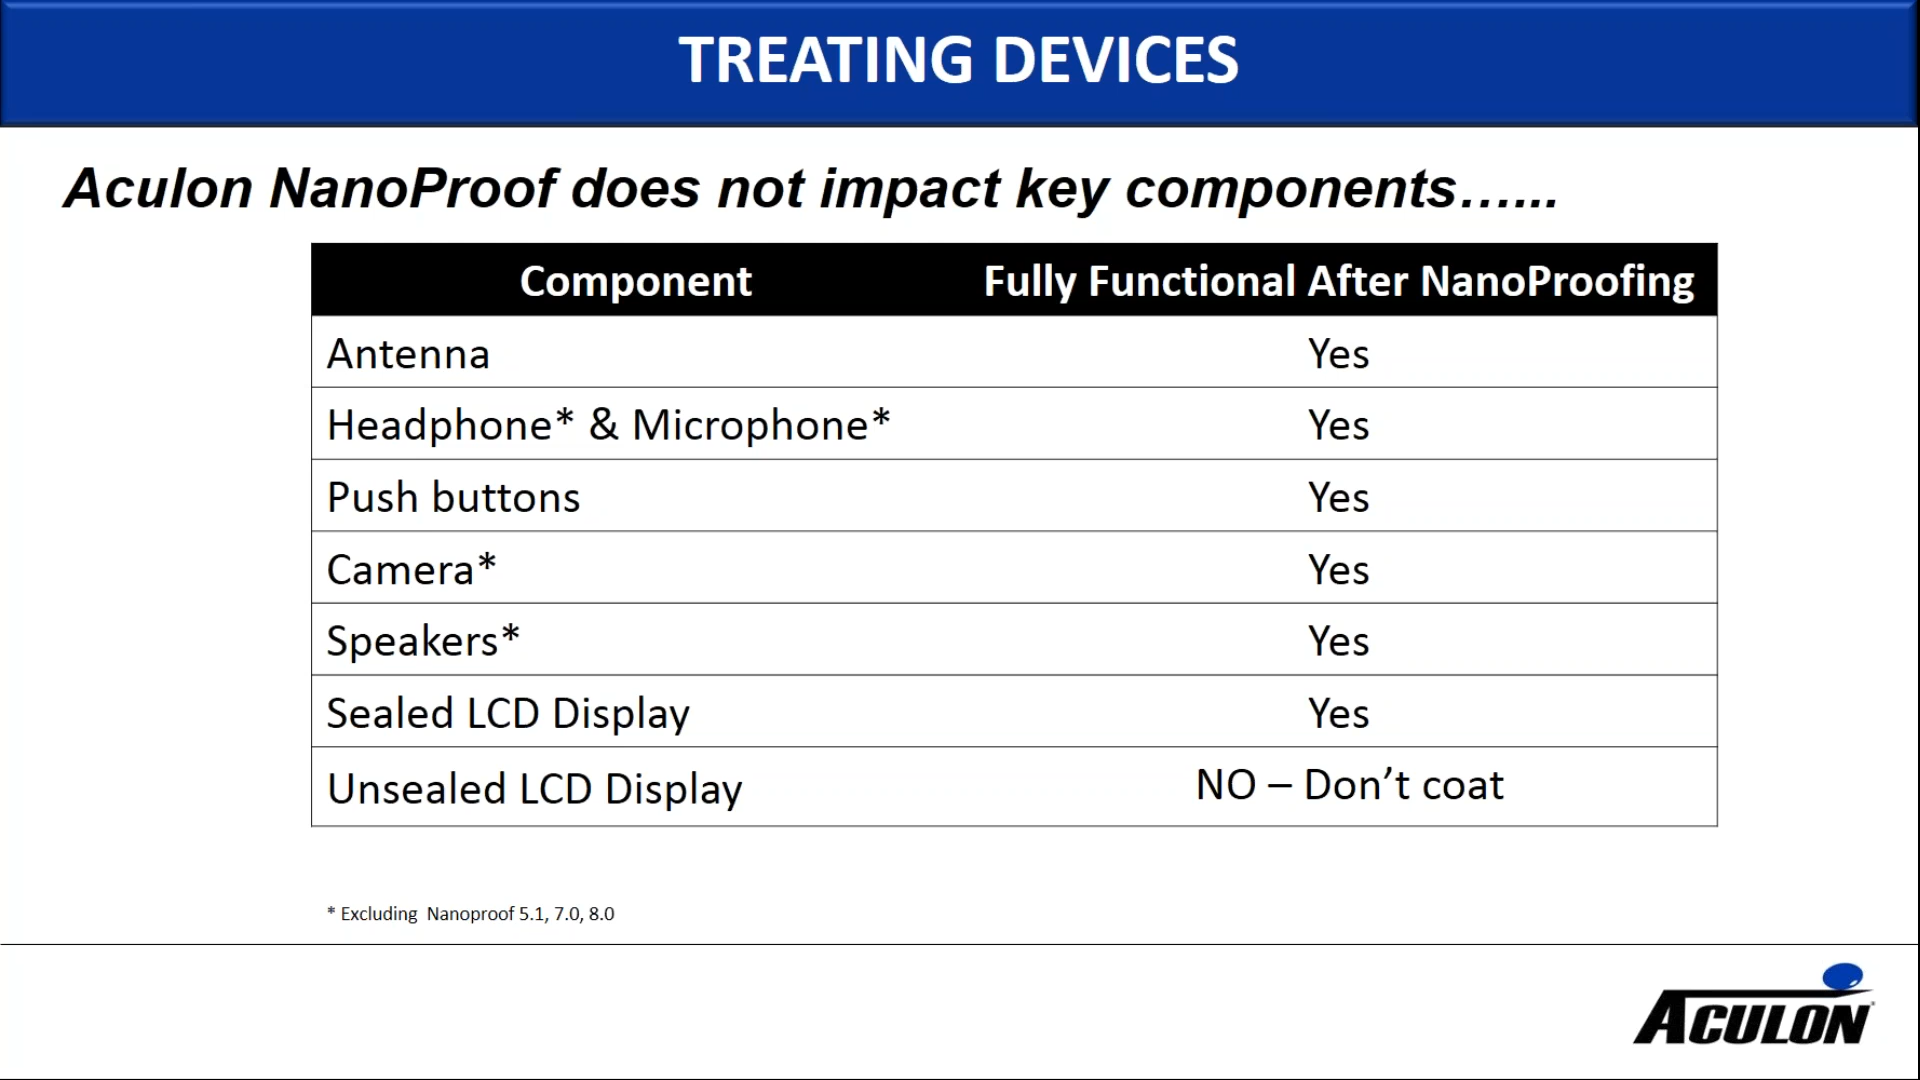 TREATING DEVICES
Aculon NanoProof does not impact key components…...
Component Fully Functional After NanoProofing
Antenna Yes
Headphone* & Microphone* Yes
Push buttons Yes
Camera* Yes
Speakers* Yes
Sealed LCD Display Yes
Unsealed LCD Display NO – Don’t coat
* Excluding Nanoproof 5.1, 7.0, 8.0
ACULON